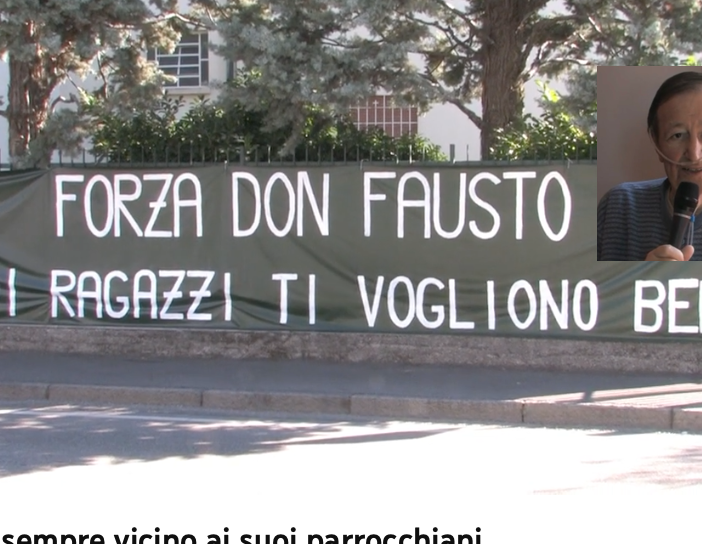 FORZA DON FAUSTO
I RAGAZZI TI VOGLIONO BE
sempre vicino ai suoi parrocchiani